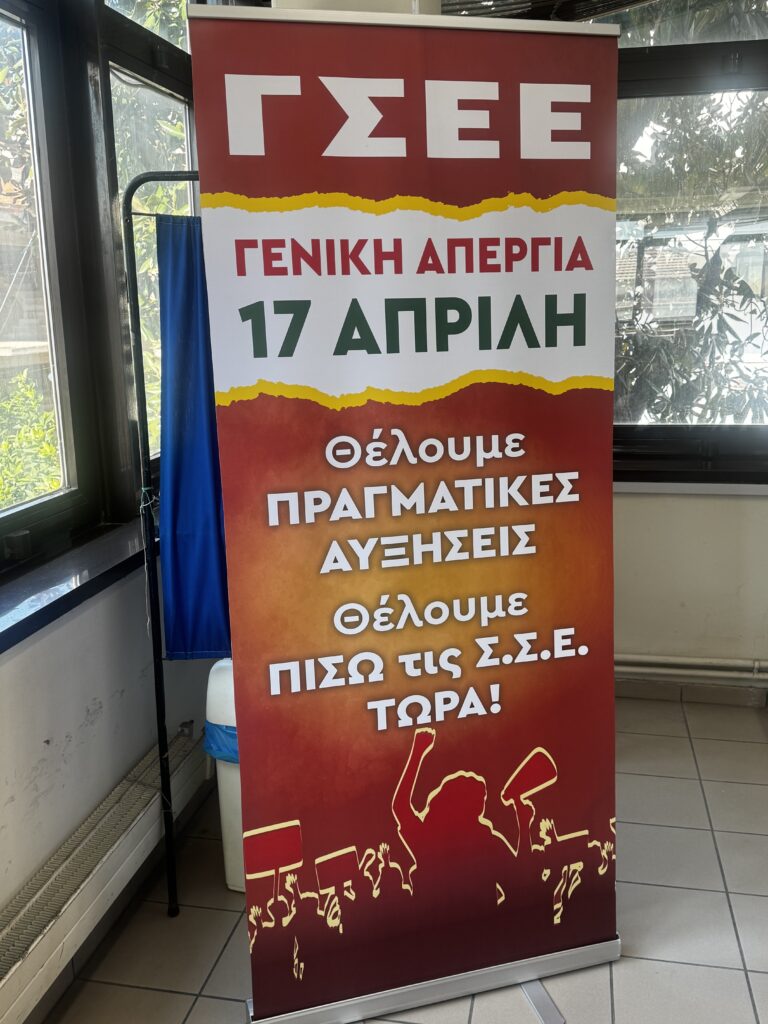 ΓΣΕΕ
ΓΕΝΙΚΗ ΑΠΕΡΓΙΑ
17 ΑΠΡΙΛΗ
Θέλουμε
ΠΡΑΓΜΑΤΙΚΕΣ
ΑΥΞΗΣΕΙΣ
Θέλουμε
ΠΙΣΩ τις Σ.Σ.Ε.
ΤΩΡΑ!